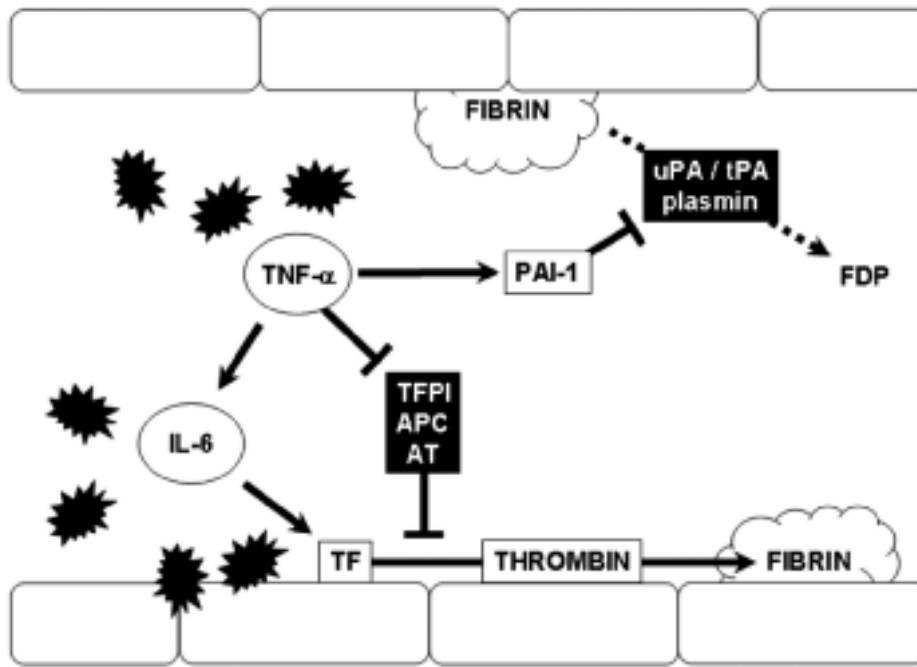 FIBRIN
uPA / tPA
plasmin
TNF-α
PAI-1
FDP
TFPI
APC
AT
IL-6
TF
THROMBIN
FIBRIN